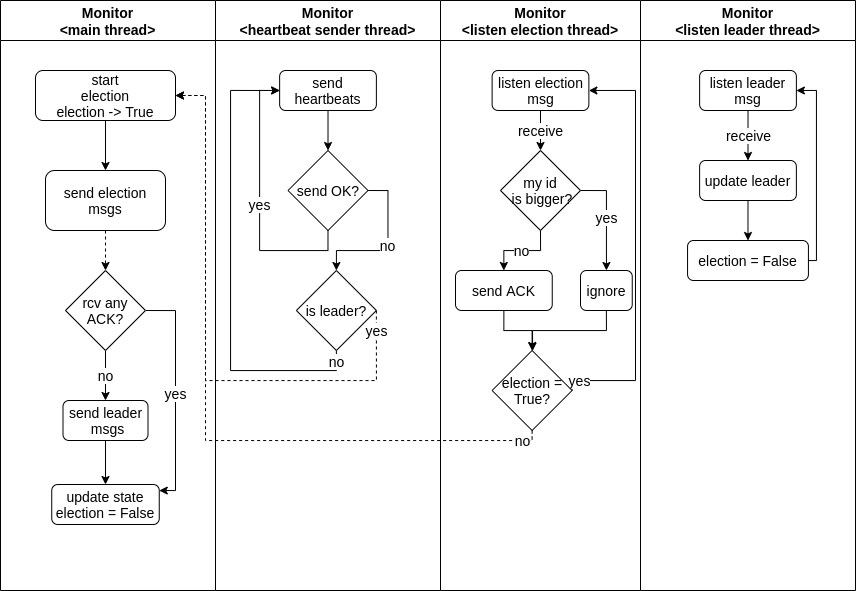 Monitor
<main thread>
start
election
election -> True
send election
msgs
rcv any
ACK?
no
yes
send leader
msgs
update state
election = False
Monitor
<heartbeat sender thread>
send
heartbeats
send OK?
yes
no
is leader?
yes
no
Monitor
<listen election thread>
listen election
msg
receive
my id
is bigger?
yes
no
send ACK
ignore
election =
True?
yes
no
Monitor
<listen leader thread>
listen leader
msg
receive
update leader
election = False